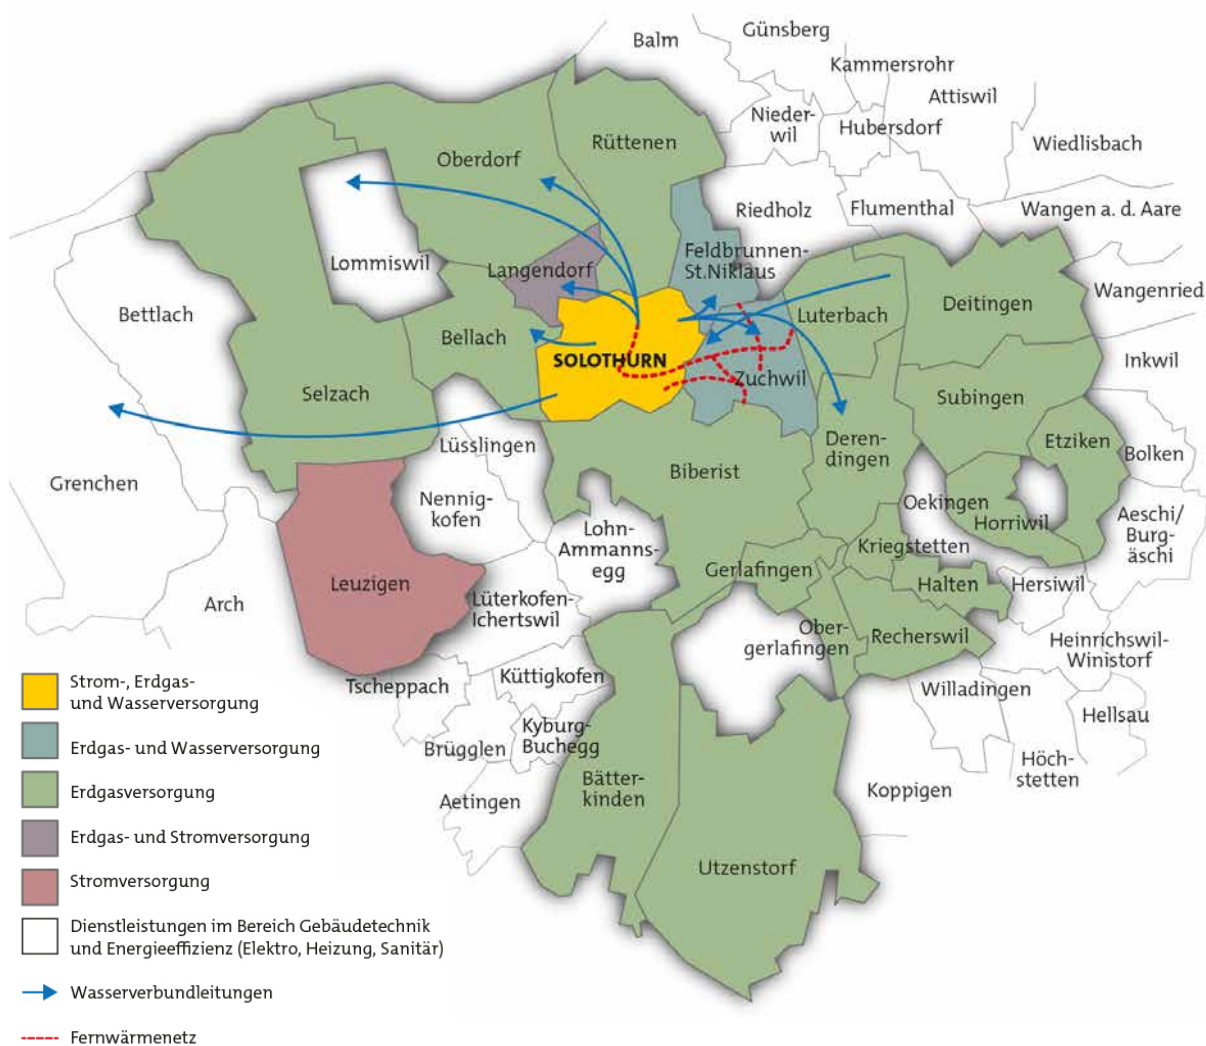 Günsberg
Balm
Kammersrohr
Attiswil
Nieder-
wil
Hubersdorf
Rüttenen
Wiedlisbach
Oberdorf
Riedholz
Flumenthal
Wangen a. d. Aare
Feldbrunnen-
St.Niklaus
Lommiswil
Langendorf
Wangenried
Deitingen
Bettlach
Luterbach
Bellach
SOLOTHURN
Inkwil
Zuchwil
Selzach
Subingen
Lüsslingen
Deren-
dingen
Etziken
Bolken
Biberist
Grenchen
Nennig-
kofen
Oekingen
Horriwil
Aeschi/
Burg-
äschi
Lohn-
Ammanns-
egg
Kriegstetten
Gerlafingen
Leuzigen
Halten
Hersiwil
Arch
Lüterkofen-
Ichertswil
Ober-
gerlafingen
Recherswil
Heinrichswil-
Winistorf
Tscheppach
Küttigkofen
Willadingen
Hellsau
Kyburg-
Buchegg
Brügglen
Höch-
stetten
Bätter-
kinden
Koppigen
Aetingen
Utzenstorf
Strom-, Erdgas-
und Wasserversorgung
Erdgas- und Wasserversorgung
Erdgasversorgung
Erdgas- und Stromversorgung
Stromversorgung
Dienstleistungen im Bereich Gebäudetechnik
und Energieeffizienz (Elektro, Heizung, Sanitär)
Wasserverbundleitungen
Fernwärmenetz